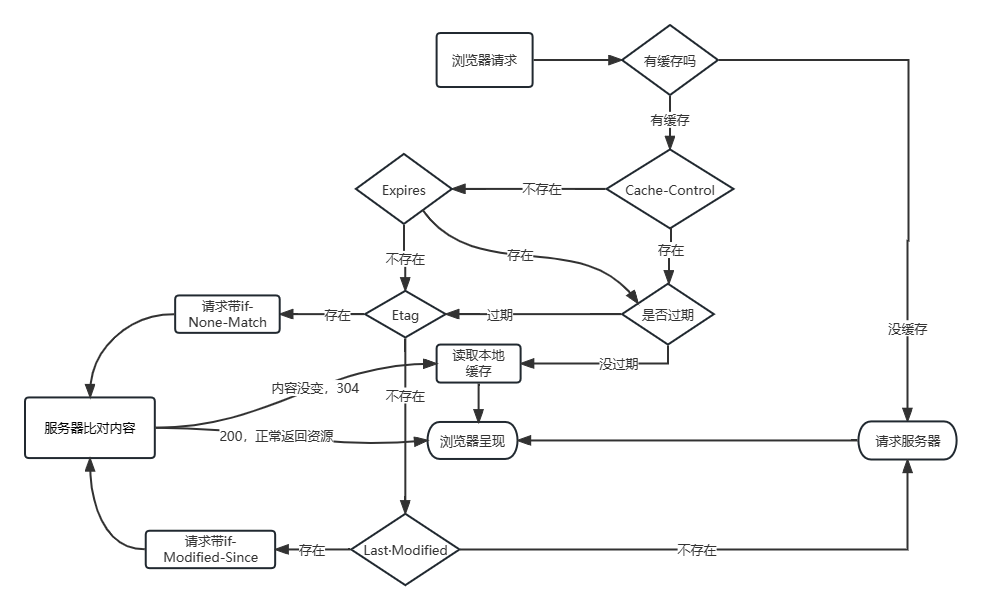 浏览器请求
有缓存吗
有缓存
Expires
不存在
Cache-Control
不存在
存在
存在
请求带if-
None-Match
存在
Etag
过期
是否过期
没缓存
读取本地
缓存
没过期
内容没变，304
不存在
服务器比对内容
200，正常返回资源
浏览器呈现
请求服务器
请求带if-
Modified-Since
存在
Last-Modified
不存在